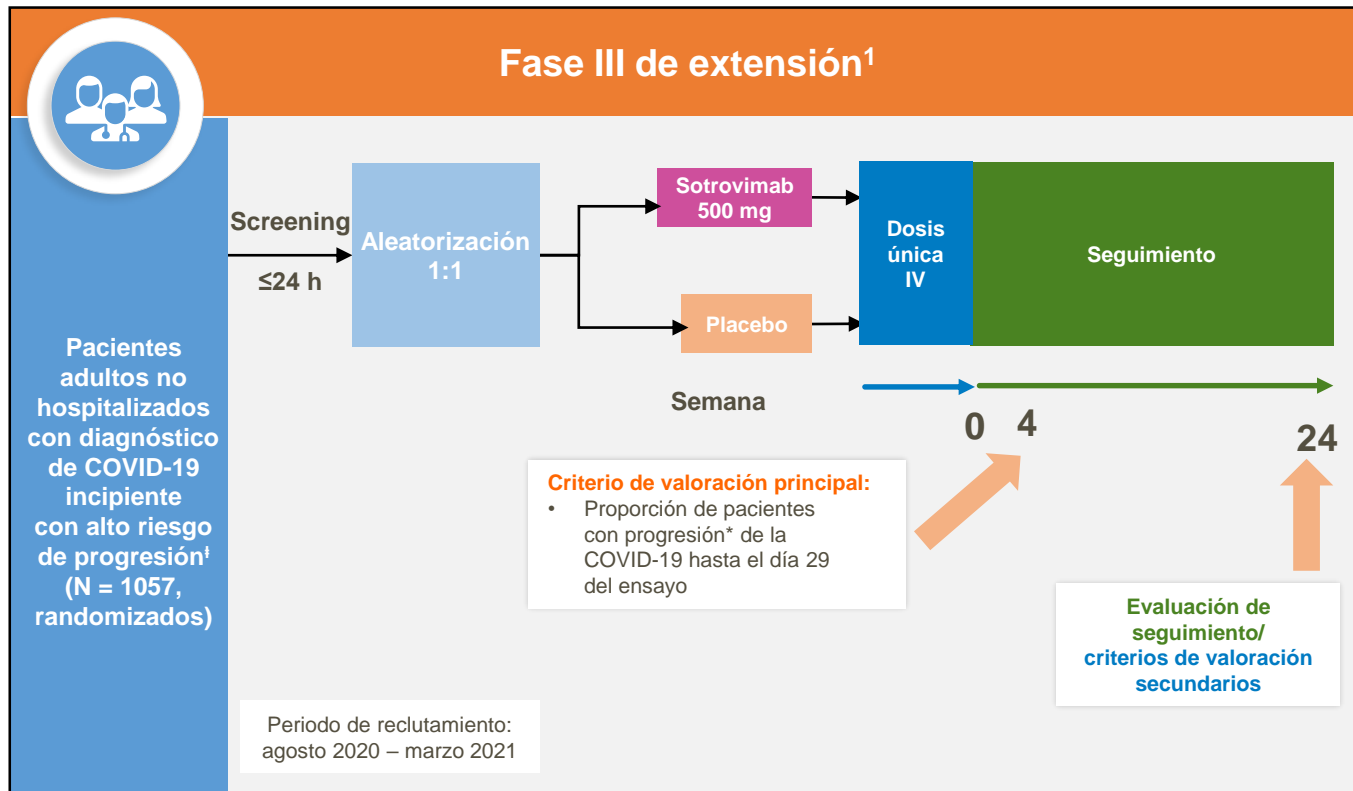 Fase III de extensión¹
Screening
≤24 h
Aleatorización
1:1
Sotrovimab
500 mg
Placebo
Dosis
única
IV
Seguimiento
Pacientes
adultos no
hospitalizados
con diagnóstico
de COVID-19
incipiente
con alto riesgo
de progresiónƚ
(N = 1057,
randomizados)
Semana
0
4
24
Criterio de valoración principal:
• Proporción de pacientes
con progresión* de la
COVID-19 hasta el día 29
del ensayo
Evaluación de
seguimiento/
criterios de valoración
secundarios
Periodo de reclutamiento:
agosto 2020 – marzo 2021